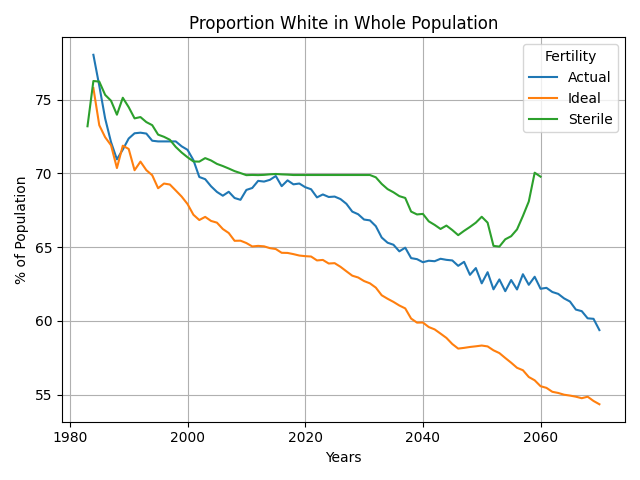 Proportion White in Whole Population
% of Population
75
70
65
60
55
1980
2000
2020
2040
2060
Years
Fertility
Actual
Ideal
Sterile